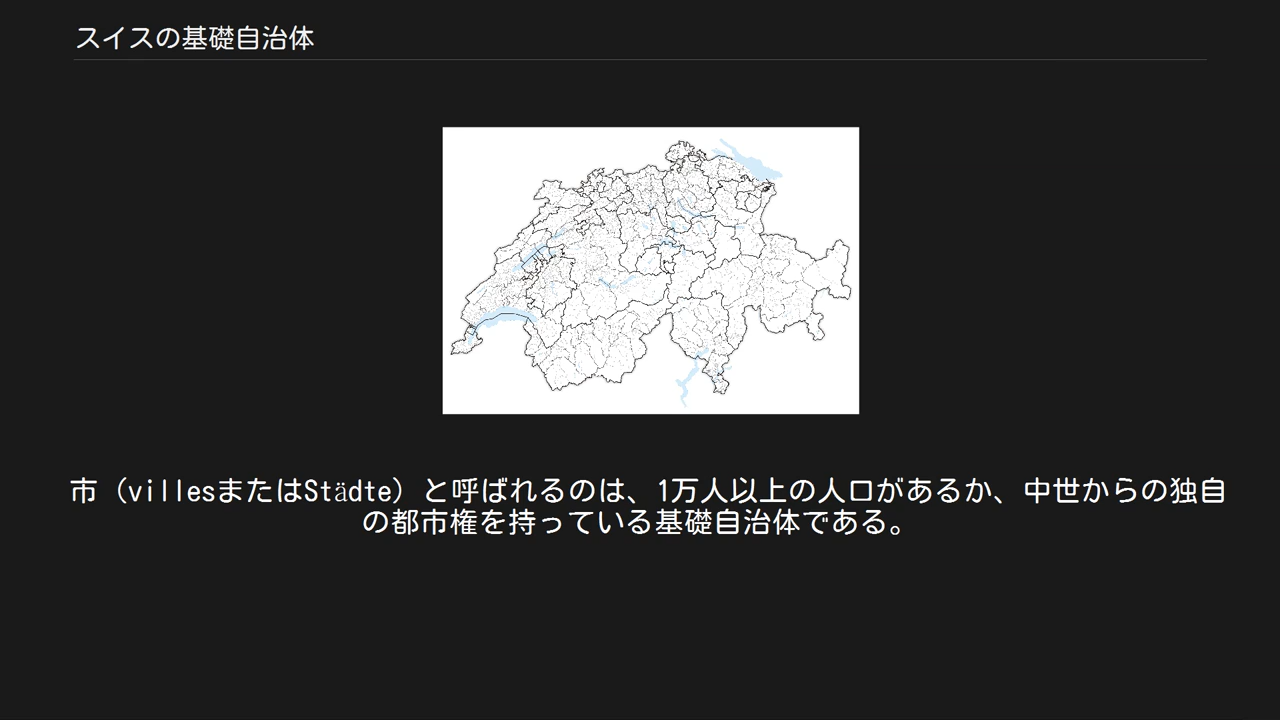 スイスの基礎自治体
市（villesまたはStädte）と呼ばれるのは、1万人以上の人口があるか、中世からの独自
の都市権を持っている基礎自治体である。